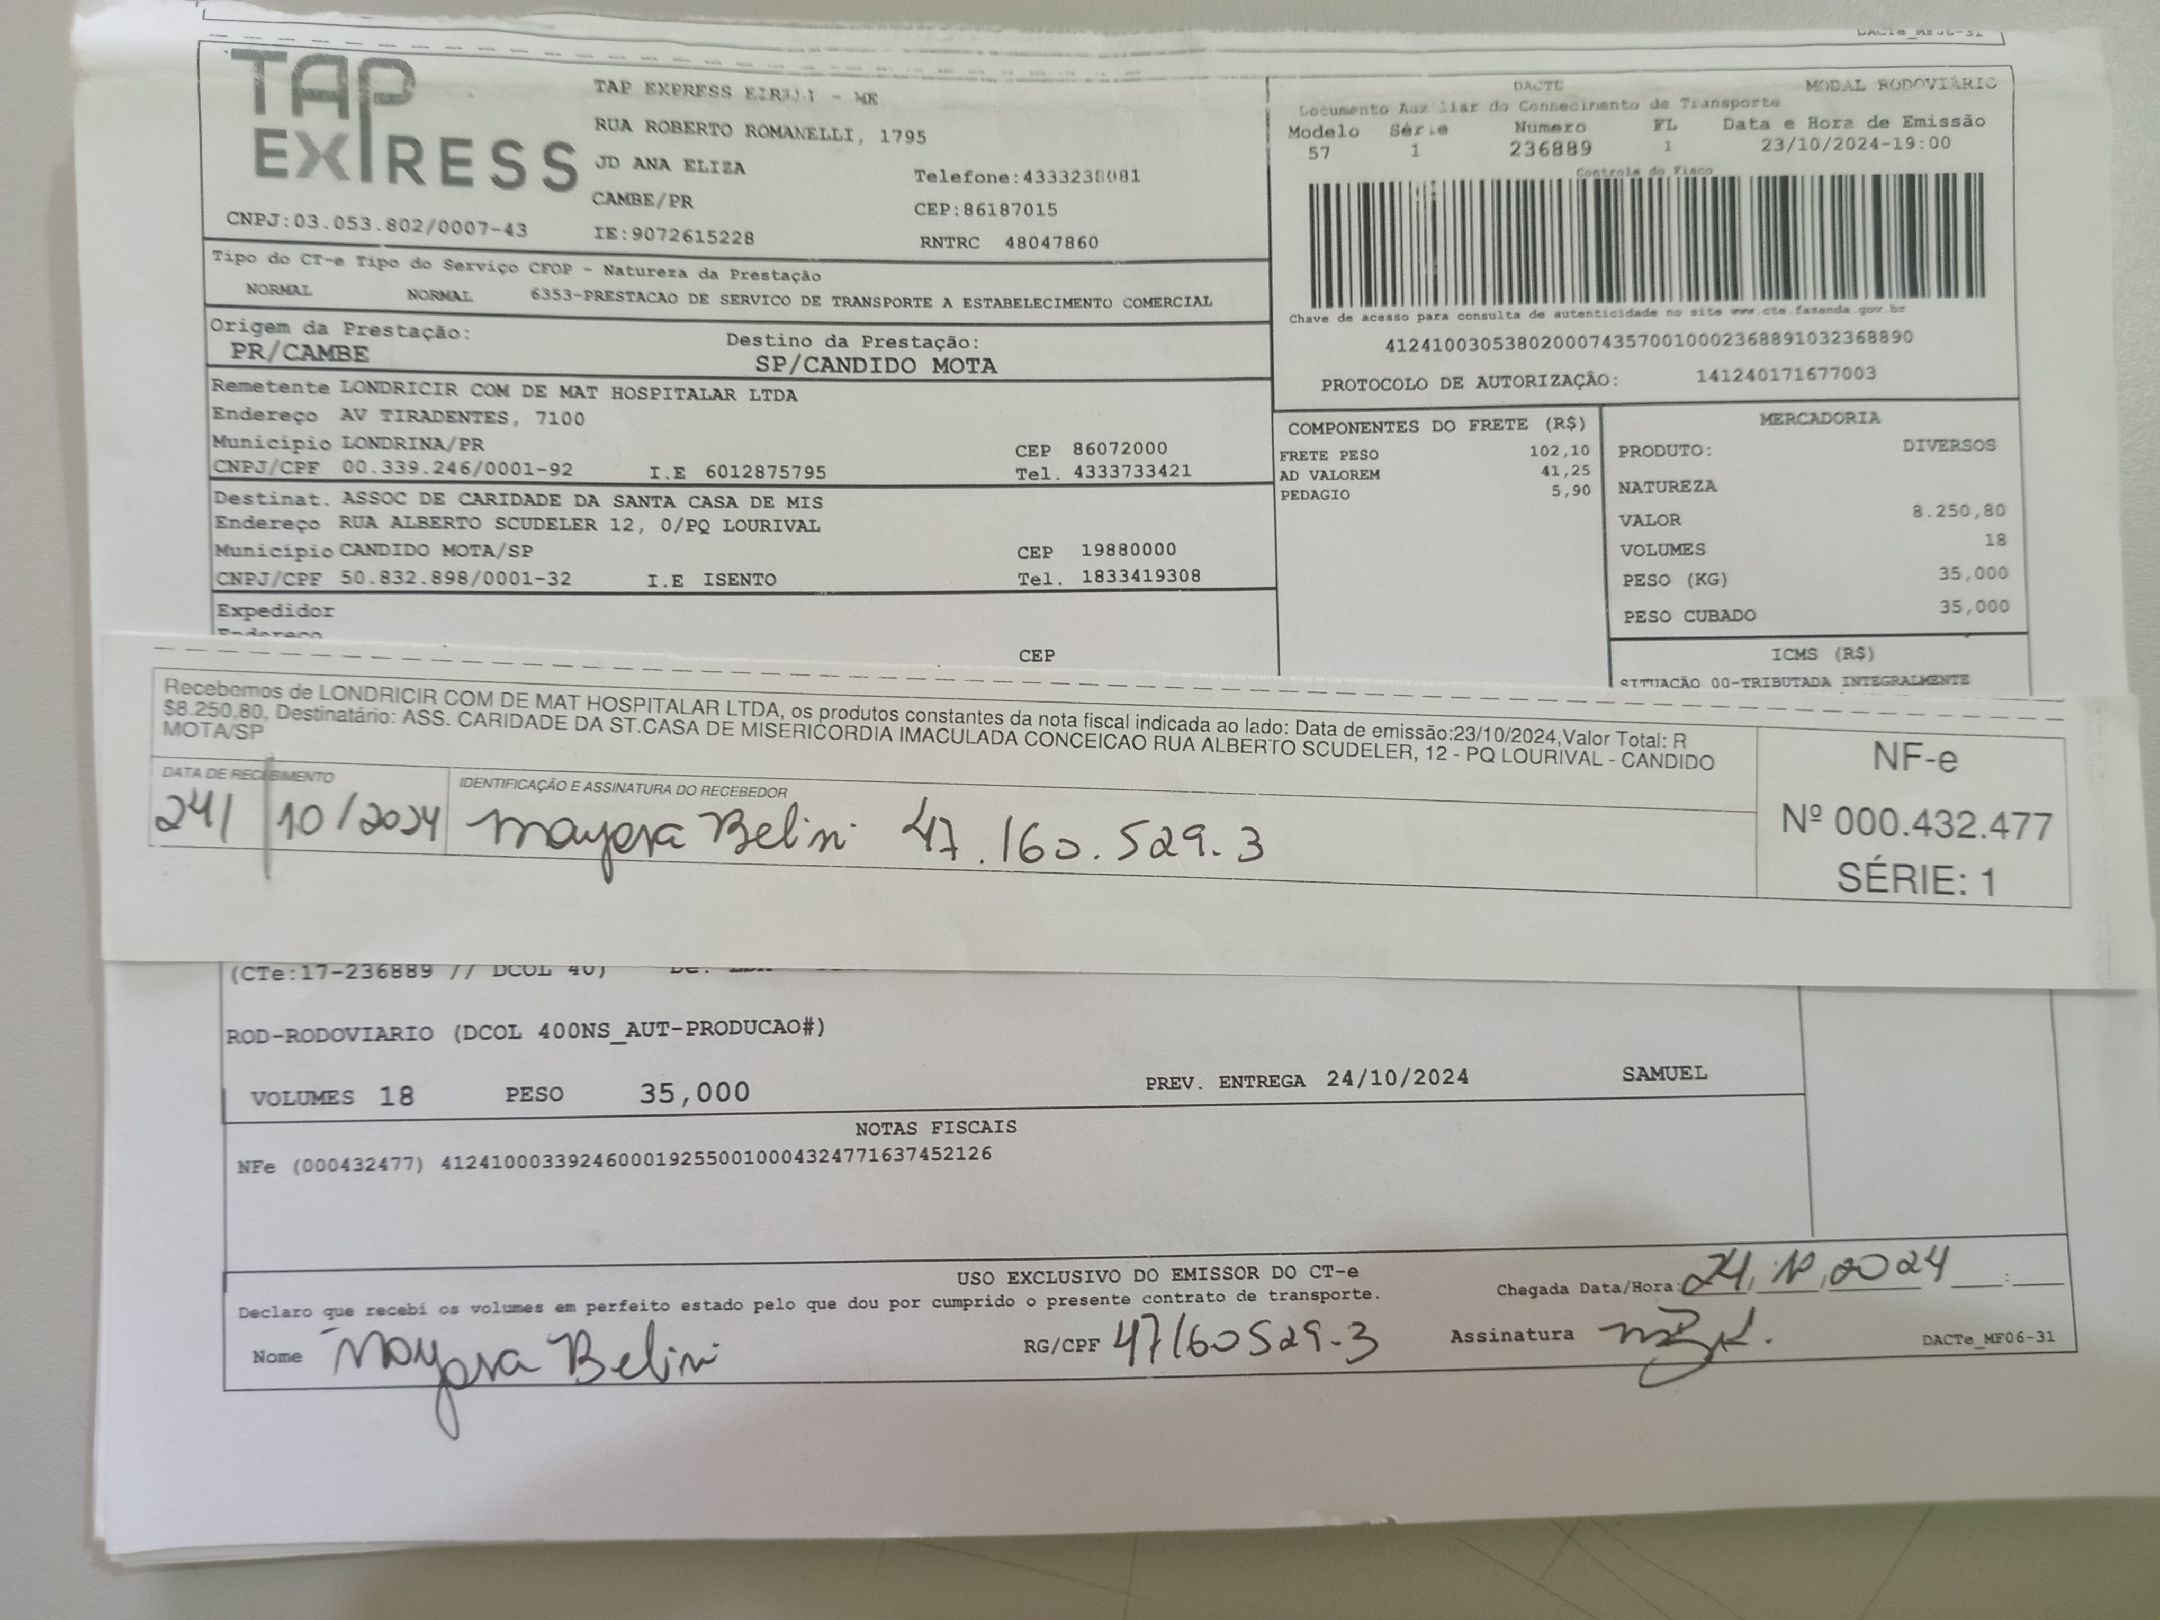 DACTe_MF06-31
TAP
EXPRESS
TAP EXPRESS EIRELI - ME
RUA ROBERTO ROMANELLI, 1795
JD ANA ELIZA
CAMBE/PR
Telefone:4333238081
CEP:86187015
CNPJ:03.053.802/0007-43
IE:9072615228
RNTRC 48047860
DACTE MODAL RODOVIÁRIO
Documento Auxiliar do Conhecimento de Transporte
Modelo Série Número FL Data e Hora de Emissão
57 1 236889 1 23/10/2024-19:00
Controle do Fisco
Chave de acesso para consulta de autenticidade no site www.cte.fazenda.gov.br
41241003053802000743570010002368891032368890
PROTOCOLO DE AUTORIZAÇÃO: 141240171677003
Tipo do CT-e Tipo do Serviço CFOP - Natureza da Prestação
NORMAL NORMAL 6353-PRESTACAO DE SERVICO DE TRANSPORTE A ESTABELECIMENTO COMERCIAL
Origem da Prestação: Destino da Prestação:
PR/CAMBE SP/CANDIDO MOTA
Remetente LONDRICIR COM DE MAT HOSPITALAR LTDA
Endereço AV TIRADENTES, 7100
Município LONDRINA/PR CEP 86072000
CNPJ/CPF 00.339.246/0001-92 I.E 6012875795 Tel. 4333733421
Destinat. ASSOC DE CARIDADE DA SANTA CASA DE MIS
Endereço RUA ALBERTO SCUDELER 12, 0/PQ LOURIVAL
Município CANDIDO MOTA/SP CEP 19880000
CNPJ/CPF 50.832.898/0001-32 I.E ISENTO Tel. 1833419308
Expedidor
Endereço
CEP
COMPONENTES DO FRETE (R$)
FRETE PESO 102,10
AD VALOREM 41,25
PEDAGIO 5,90
MERCADORIA
PRODUTO: DIVERSOS
NATUREZA
VALOR 8.250,80
VOLUMES 18
PESO (KG) 35,000
PESO CUBADO 35,000
ICMS (R$)
SITUACÃO 00-TRIBUTADA INTEGRALMENTE
Recebemos de LONDRICIR COM DE MAT HOSPITALAR LTDA, os produtos constantes da nota fiscal indicada ao lado: Data de emissão:23/10/2024,Valor Total: R
$8.250,80, Destinatário: ASS. CARIDADE DA ST.CASA DE MISERICORDIA IMACULADA CONCEICAO RUA ALBERTO SCUDELER, 12 - PQ LOURIVAL - CANDIDO
MOTA/SP
DATA DE RECEBIMENTO
24/10/2024
IDENTIFICAÇÃO E ASSINATURA DO RECEBEDOR
Mayara Belini 47.160.529-3
NF-e
Nº 000.432.477
SÉRIE: 1
(CTe:17-236889 // DCOL 40)
ROD-RODOVIARIO (DCOL 400NS_AUT-PRODUCAO#)
VOLUMES 18 PESO 35,000 PREV. ENTREGA 24/10/2024 SAMUEL
NOTAS FISCAIS
NFe (000432477) 41241000339246000192550010004324771637452126
USO EXCLUSIVO DO EMISSOR DO CT-e
Declaro que recebi os volumes em perfeito estado pelo que dou por cumprido o presente contrato de transporte.
Chegada Data/Hora: 24,10,2024
Nome Mayara Belini RG/CPF 47160529-3 Assinatura
DACTe_MF06-31